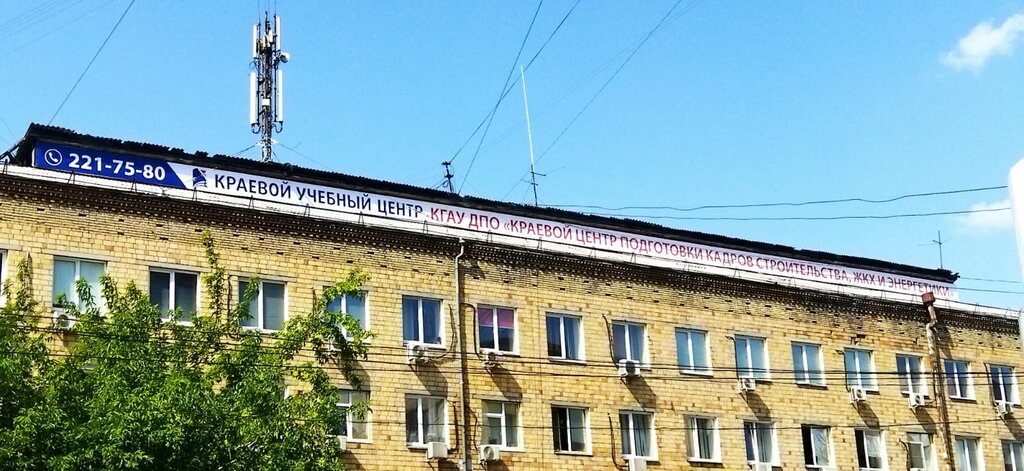 221-75-80 КРАЕВОЙ УЧЕБНЫЙ ЦЕНТР КГАУ ДПО «КРАЕВОЙ ЦЕНТР ПОДГОТОВКИ КАДРОВ СТРОИТЕЛЬСТВА, ЖКХ И ЭНЕРГЕТИКИ»